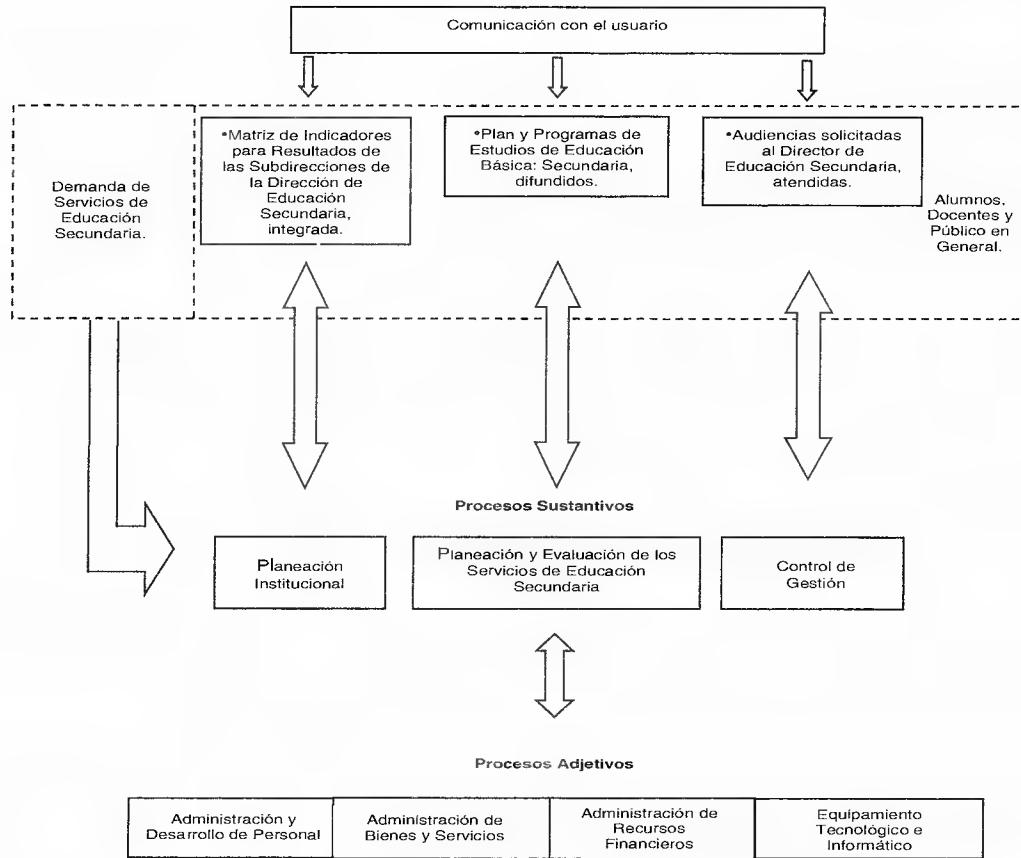 Comunicación con el usuario
Demanda de
Servicios de
Educación
Secundaria.
•Matriz de Indicadores
para Resultados de
las Subdirecciones de
la Dirección de
Educación
Secundaria,
integrada.
•Plan y Programas de
Estudios de Educación
Básica: Secundaria,
difundidos.
•Audiencias solicitadas
al Director de
Educación Secundaria,
atendidas.
Alumnos,
Docentes y
Público en
General.
Procesos Sustantivos
Planeación
Institucional
Planeación y Evaluación de los
Servicios de Educación
Secundaria
Control de
Gestión
Procesos Adjetivos
Administración y
Desarrollo de Personal
Administración de
Bienes y Servicios
Administración de
Recursos
Financieros
Equipamiento
Tecnológico e
Informático